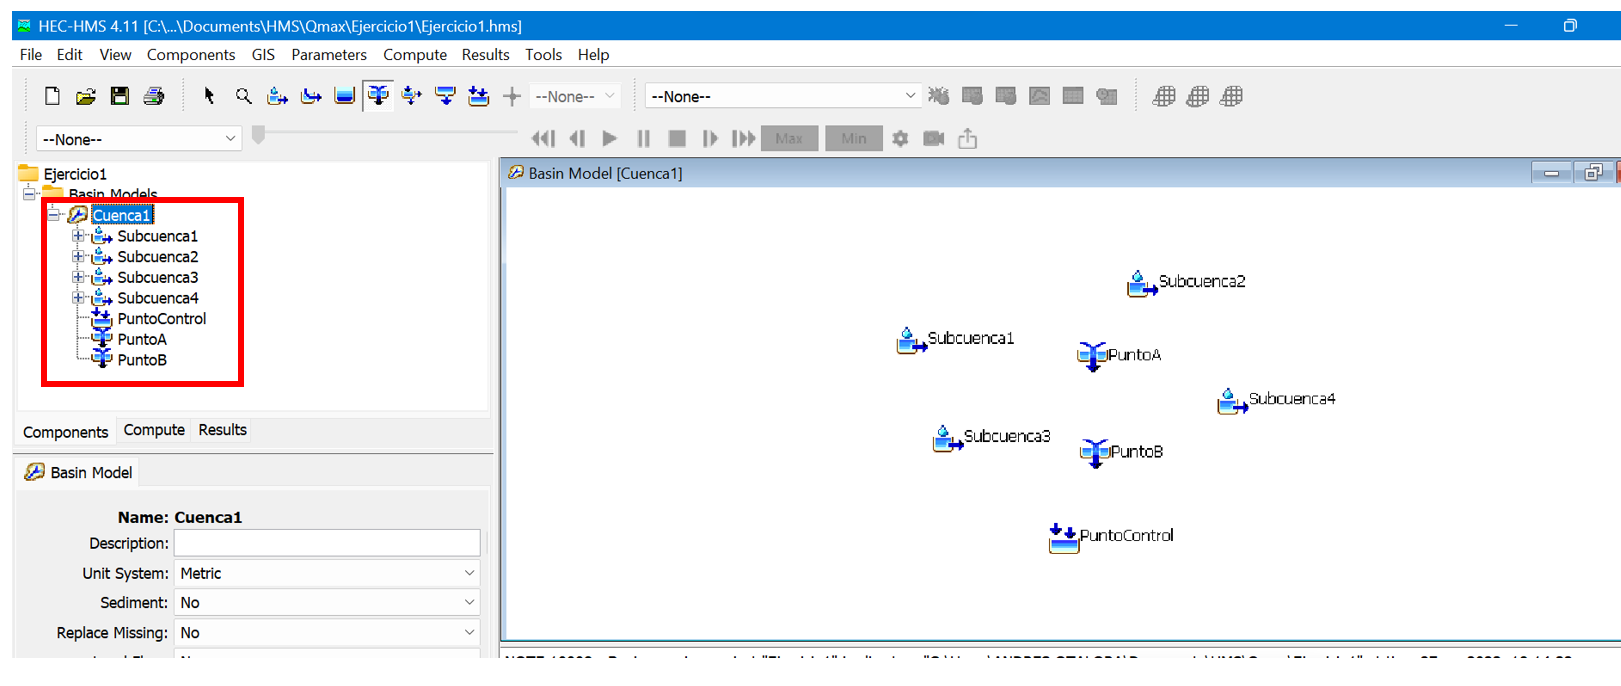 HEC-HMS 4.11 [C:\...\Documents\HMS\Qmax\Ejercicio1\Ejercicio1.hms]
File Edit View Components GIS Parameters Compute Results Tools Help
--None-- --None--
--None-- Max Min
Ejercicio1
Basin Models
Cuenca1
Subcuenca1
Subcuenca2
Subcuenca3
Subcuenca4
PuntoControl
PuntoA
PuntoB
Components Compute Results
Basin Model
Name: Cuenca1
Description:
Unit System: Metric
Sediment: No
Replace Missing: No
Basin Model [Cuenca1]
Subcuenca2
Subcuenca1
PuntoA
Subcuenca4
Subcuenca3
PuntoB
PuntoControl